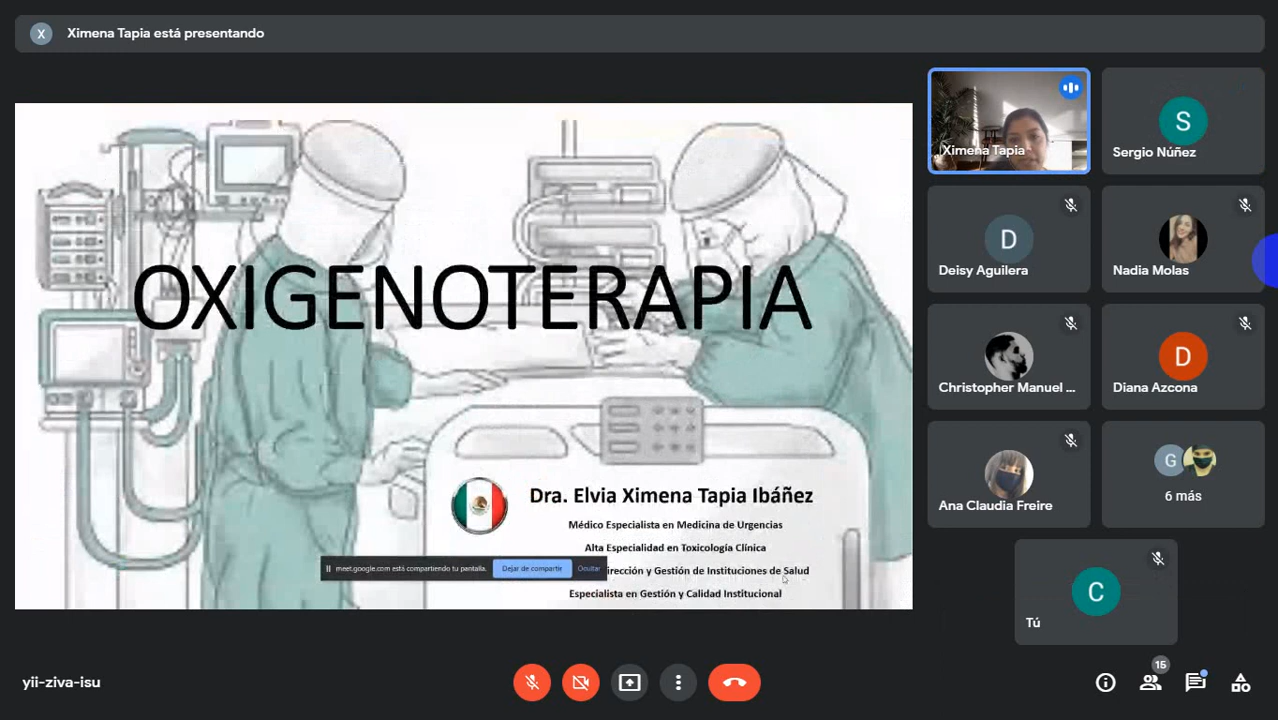 X
Ximena Tapia está presentando
OXIGENOTERAPIA
Dra. Elvia Ximena Tapia Ibáñez
Médico Especialista en Medicina de Urgencias
Alta Especialidad en Toxicología Clínica
irección y Gestión de Instituciones de Salud
Especialista en Gestión y Calidad Institucional
meet.google.com está compartiendo tu pantalla.
Dejar de compartir
Ocultar
Ximena Tapia
S
Sergio Núñez
D
Deisy Aguilera
Nadia Molas
Christopher Manuel ...
D
Diana Azcona
Ana Claudia Freire
G
6 más
C
Tú
yii-ziva-isu
15